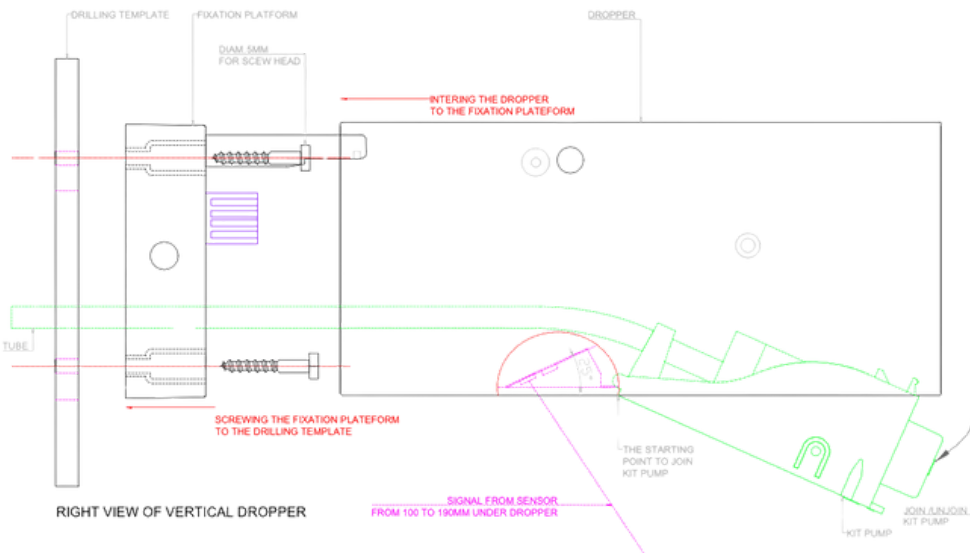 DRILLING TEMPLATE
FIXATION PLATFORM
DROPPER
DIAM 5MM
FOR SCEW HEAD
INTERING THE DROPPER
TO THE FIXATION PLATEFORM
TUBE
25°
SCREWING THE FIXATION PLATEFORM
TO THE DRILLING TEMPLATE
THE STARTING
POINT TO JOIN
KIT PUMP
SIGNAL FROM SENSOR
FROM 100 TO 190MM UNDER DROPPER
RIGHT VIEW OF VERTICAL DROPPER
JOIN /UNJOIN
KIT PUMP
KIT PUMP